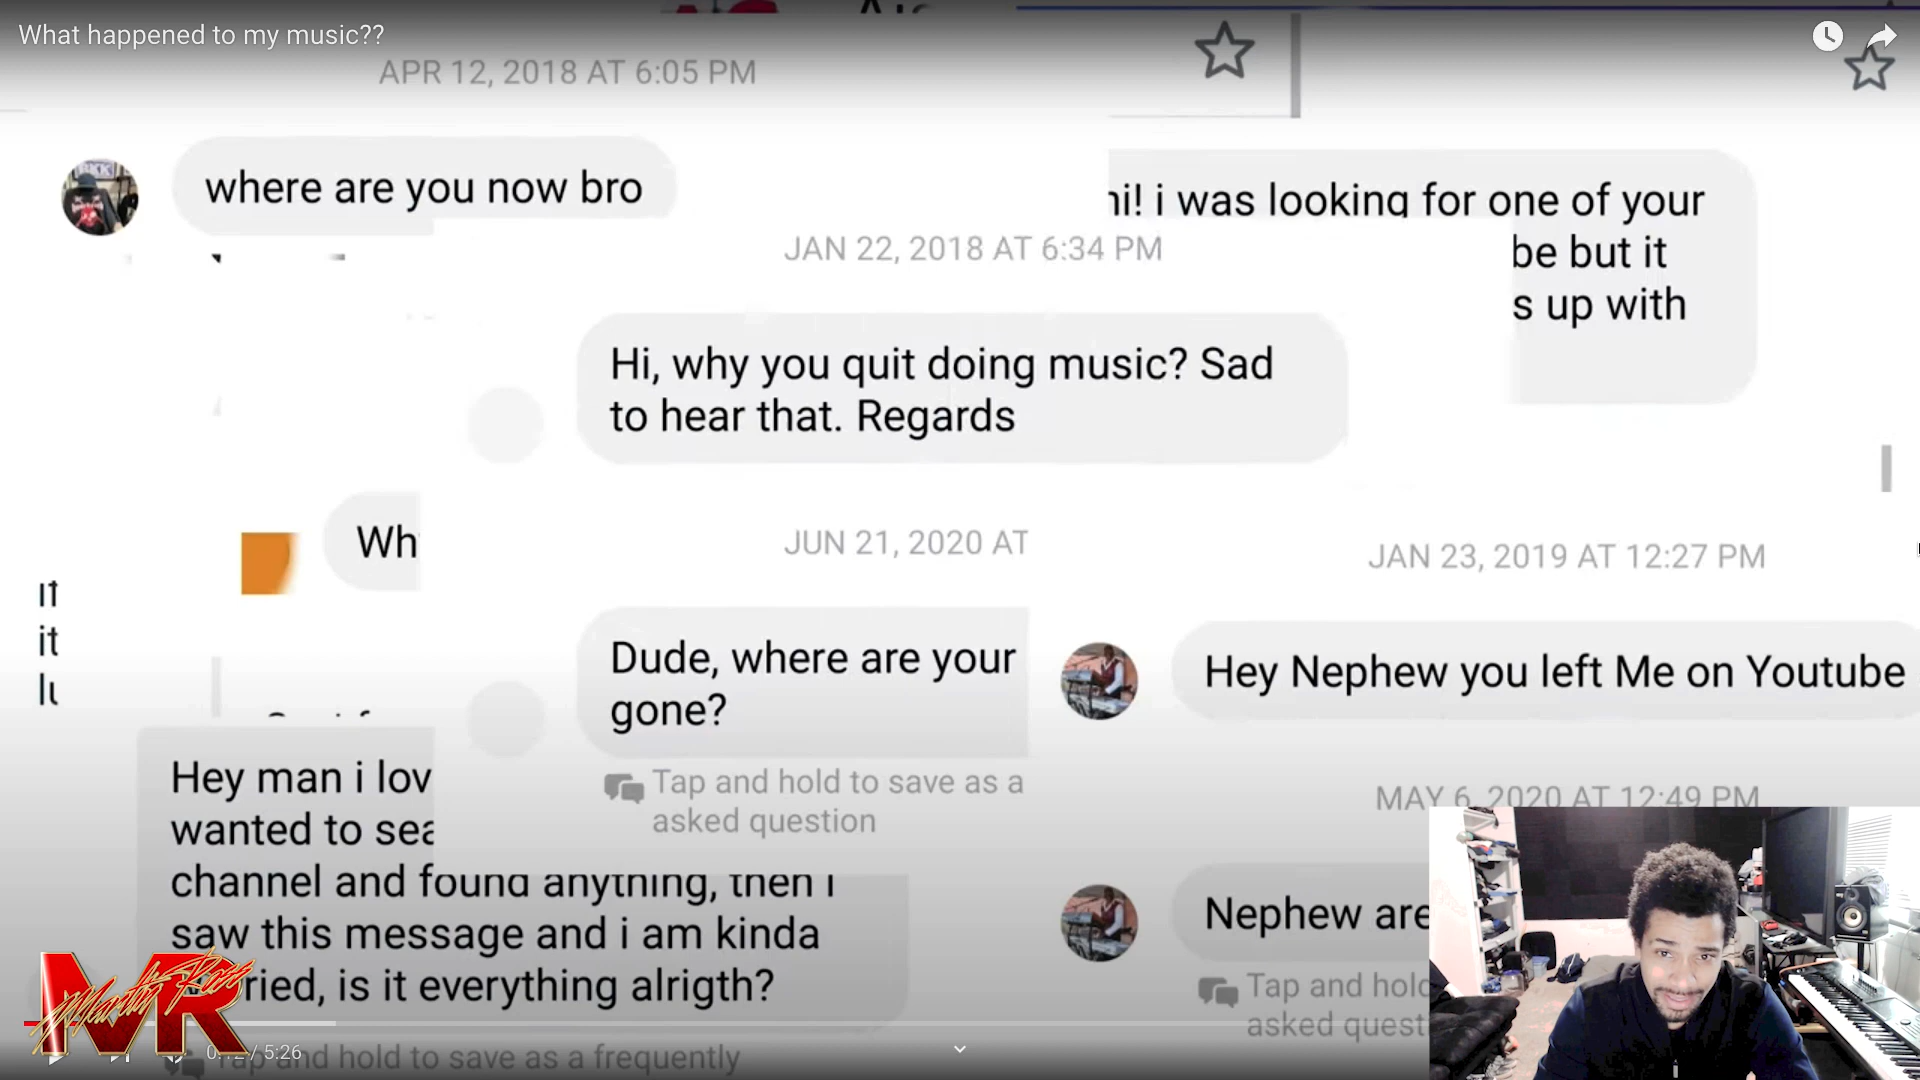 What happened to my music??
APR 12, 2018 AT 6:05 PM
where are you now bro
hi! i was looking for one of your
be but it
s up with
JAN 22, 2018 AT 6:34 PM
Hi, why you quit doing music? Sad
to hear that. Regards
Wh
JUN 21, 2020 AT
Dude, where are your
gone?
Tap and hold to save as a
asked question
JAN 23, 2019 AT 12:27 PM
Hey Nephew you left Me on Youtube
MAY 6, 2020 AT 12:49 PM
Nephew are
Tap and hold
asked quest
it
Hey man i lov
wanted to sea
channel and found anything, then i
saw this message and i am kinda
ried, is it everything alrigth?
Tap and hold to save as a frequently
MR
Martin Ross
0:12 / 5:26